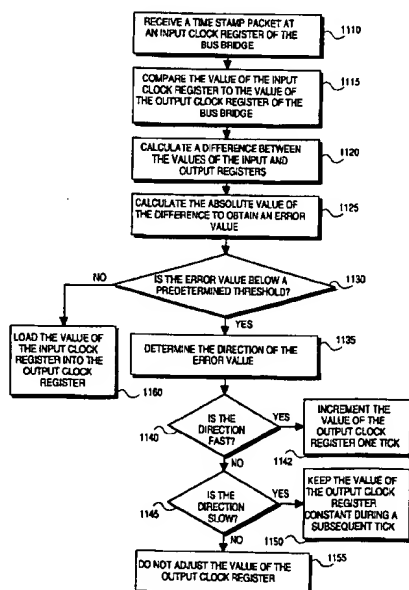 RECEIVE A TIME STAMP PACKET AT
AN INPUT CLOCK REGISTER OF THE
BUS BRIDGE
1110
COMPARE THE VALUE OF THE INPUT
CLOCK REGISTER TO THE VALUE OF
THE OUTPUT CLOCK REGISTER OF THE
BUS BRIDGE
1115
CALCULATE A DIFFERENCE BETWEEN
THE VALUES OF THE INPUT AND
OUTPUT REGISTERS
1120
CALCULATE THE ABSOLUTE VALUE OF
THE DIFFERENCE TO OBTAIN AN ERROR
VALUE
1125
NO
IS THE ERROR VALUE BELOW A
PREDETERMINED THRESHOLD?
1130
YES
LOAD THE VALUE OF
THE INPUT CLOCK
REGISTER INTO THE
OUTPUT CLOCK
REGISTER
1160
DETERMINE THE DIRECTION OF THE
ERROR VALUE
1135
IS THE
DIRECTION
FAST?
1140
YES
INCREMENT THE
VALUE OF THE
OUTPUT CLOCK
REGISTER ONE TICK
1142
NO
IS THE
DIRECTION
SLOW?
1145
YES
KEEP THE VALUE
OF THE OUTPUT CLOCK
REGISTER
CONSTANT DURING A
SUBSEQUENT TICK
1150
NO
DO NOT ADJUST THE VALUE OF THE
OUTPUT CLOCK REGISTER
1155